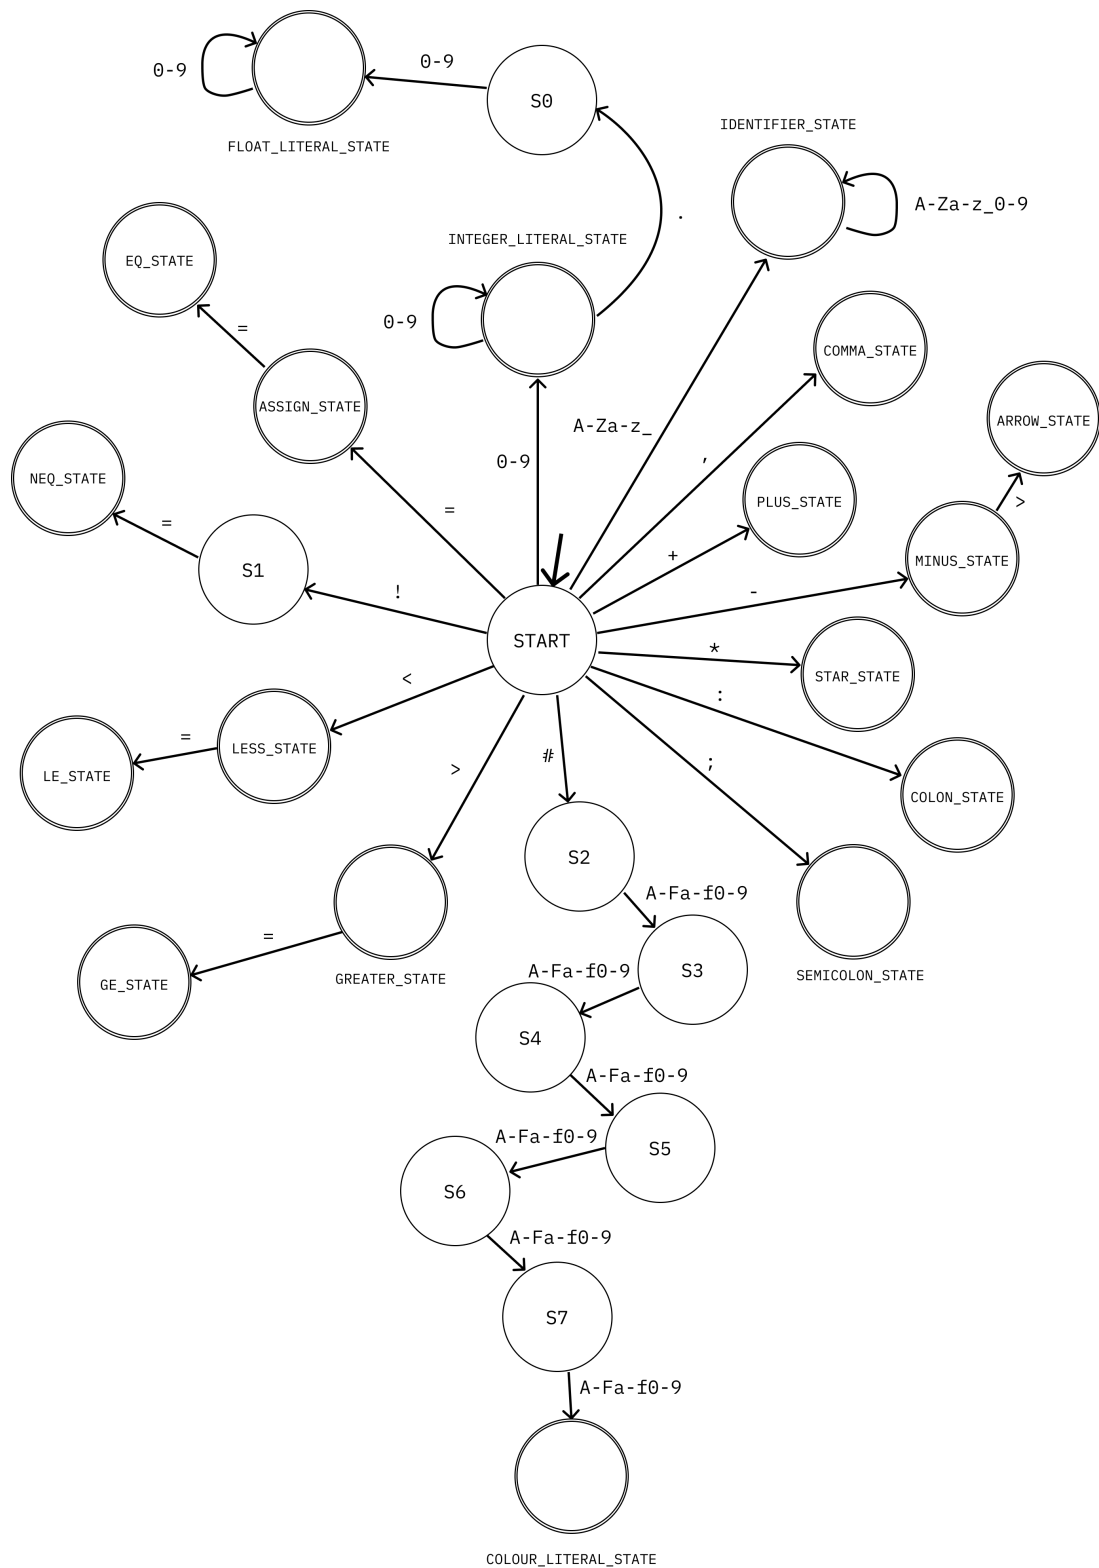 0-9
0-9
S0
FLOAT_LITERAL_STATE
IDENTIFIER_STATE
A-Za-z_0-9
.
INTEGER_LITERAL_STATE
0-9
EQ_STATE
=
ASSIGN_STATE
COMMA_STATE
ARROW_STATE
A-Za-z_
,
0-9
NEQ_STATE
=
=
PLUS_STATE
>
+
MINUS_STATE
S1
!
-
START
*
STAR_STATE
<
:
LESS_STATE
=
LE_STATE
>
#
;
COLON_STATE
S2
A-Fa-f0-9
=
GREATER_STATE
GE_STATE
SEMICOLON_STATE
A-Fa-f0-9
S3
S4
A-Fa-f0-9
A-Fa-f0-9
S5
S6
A-Fa-f0-9
S7
A-Fa-f0-9
COLOUR_LITERAL_STATE